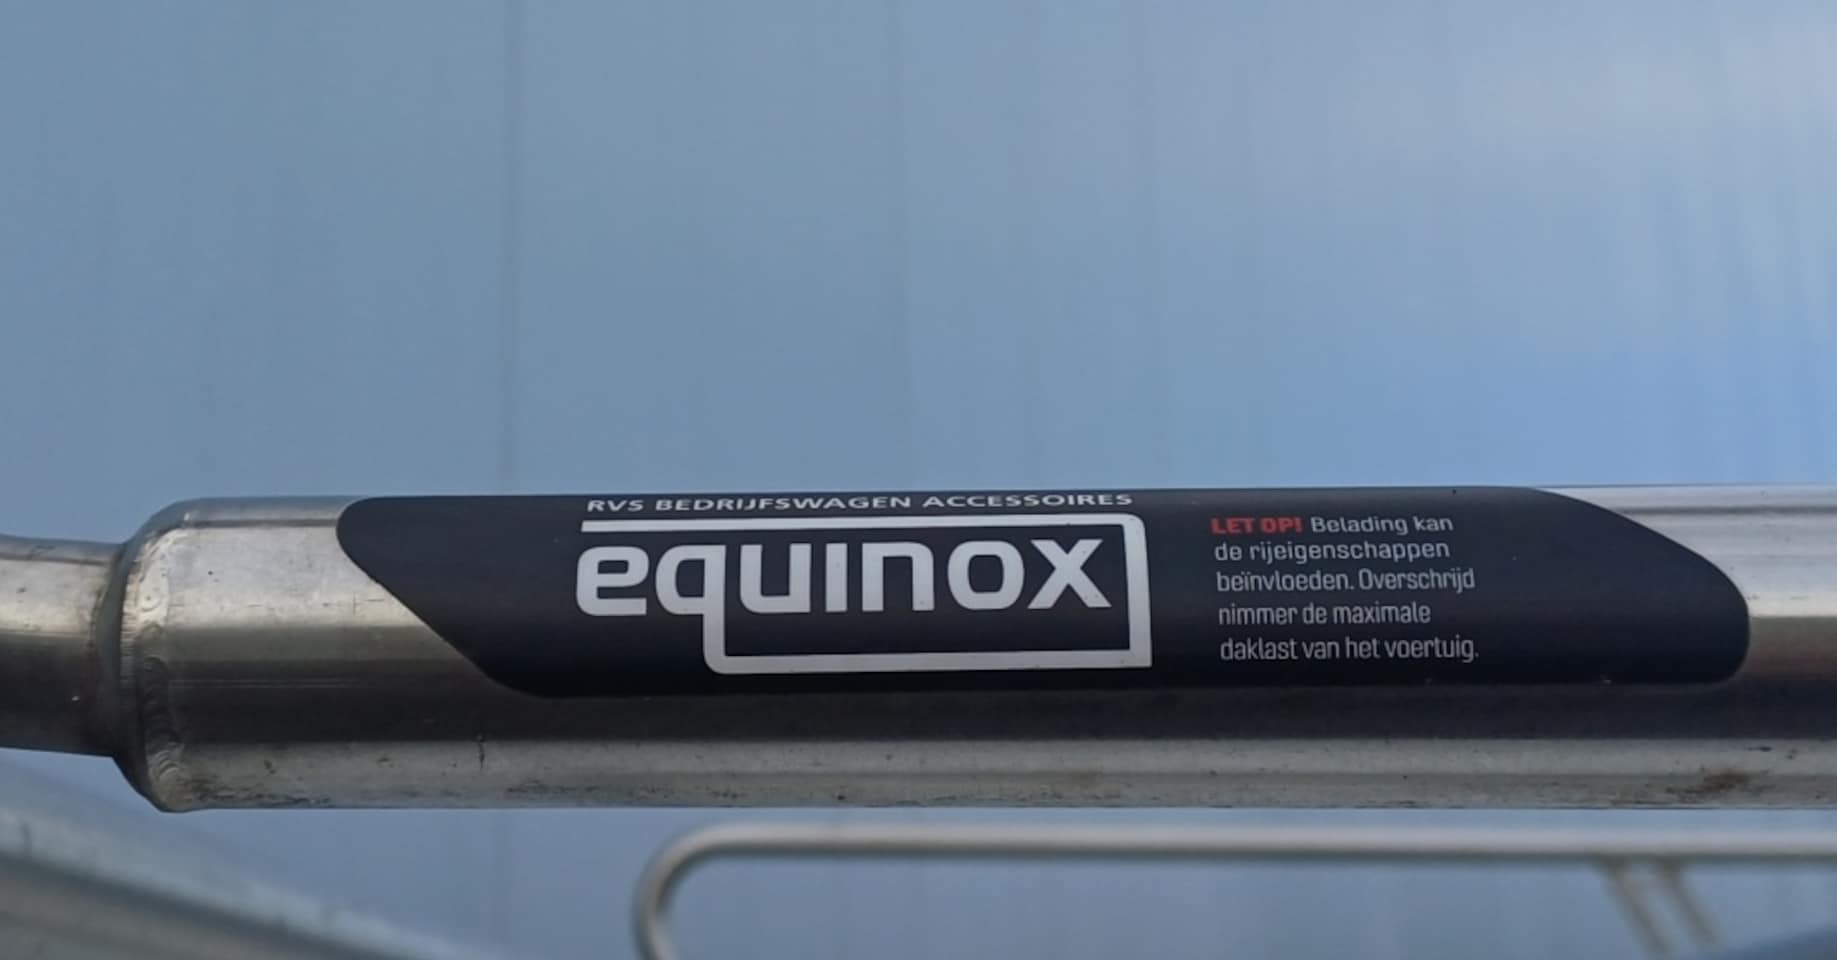 RVS BEDRIJFSWAGEN ACCESSOIRES
equinox
LET OP! Belading kan
de rijeigenschappen
beïnvloeden. Overschrijd
nimmer de maximale
daklast van het voertuig.